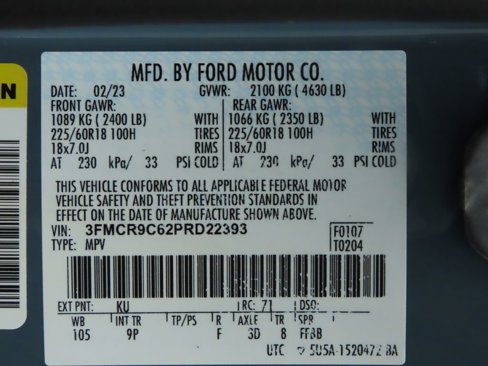 MFD. BY FORD MOTOR CO.
DATE: 02/23 GVWR: 2100 KG ( 4630 LB)
FRONT GAWR: REAR GAWR:
1089 KG ( 2400 LB) WITH 1066 KG ( 2350 LB) WITH
225/60R18 100H TIRES 225/60R18 100H TIRES
18x7.0J RIMS 18x7.0J RIMS
AT 230 kPa/ 33 PSI COLD AT 230 kPa/ 33 PSI COLD
THIS VEHICLE CONFORMS TO ALL APPLICABLE FEDERAL MOTOR
VEHICLE SAFETY AND THEFT PREVENTION STANDARDS IN
EFFECT ON THE DATE OF MANUFACTURE SHOWN ABOVE.
VIN: 3FMCR9C62PRD22393 F0107
TYPE: MPV T0204
EXT PNT: KU RC: 71 DSO:
WB INT TR TP/PS R AXLE TR SPR
105 9P F 3D 8 FFBB
UTC